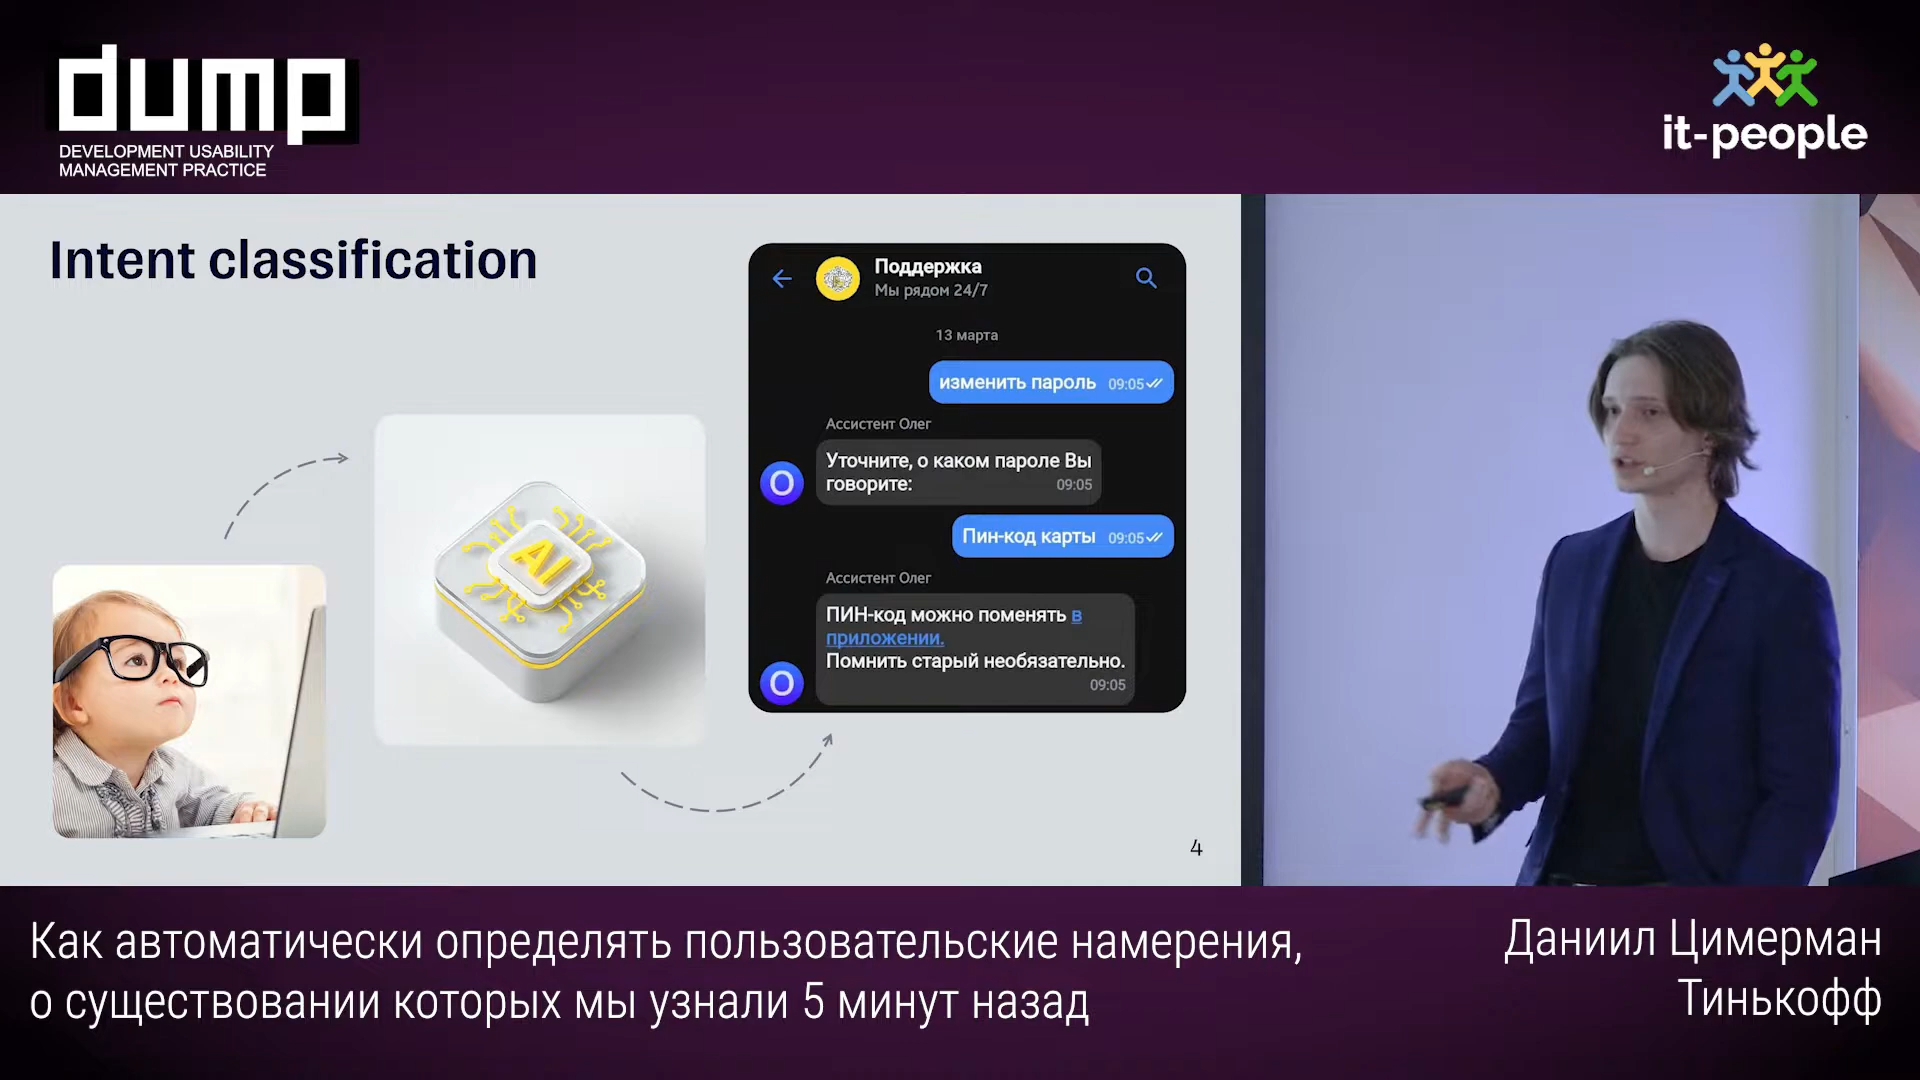 dump
DEVELOPMENT USABILITY
MANAGEMENT PRACTICE
it-people
Intent classification
AI
Поддержка
Мы рядом 24/7
13 марта
изменить пароль 09:05
Ассистент Олег
Уточните, о каком пароле Вы
говорите: 09:05
О
Пин-код карты 09:05
Ассистент Олег
ПИН-код можно поменять в
приложении.
Помнить старый необязательно.
09:05
О
4
Как автоматически определять пользовательские намерения,
о существовании которых мы узнали 5 минут назад
Даниил Цимерман
Тинькофф